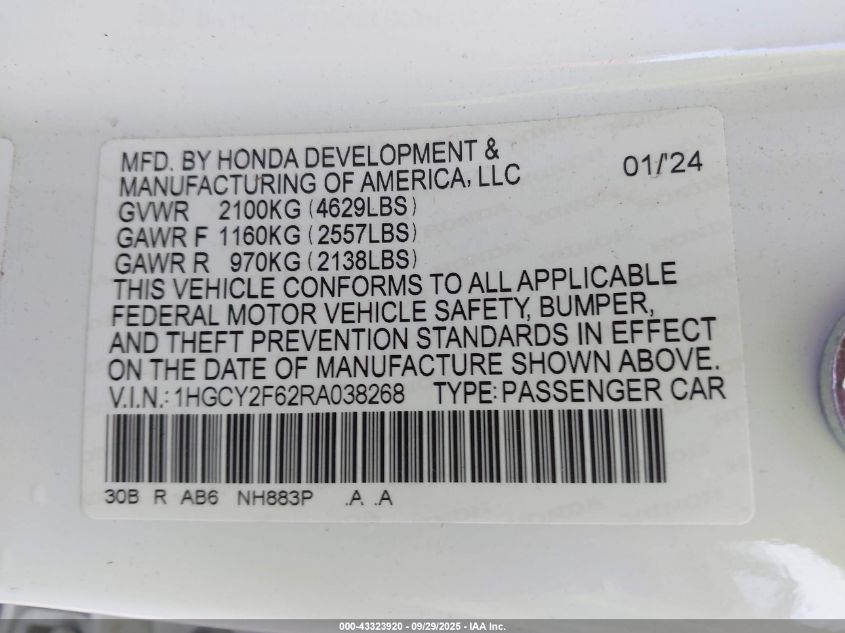 MFD. BY HONDA DEVELOPMENT &
MANUFACTURING OF AMERICA, LLC 01/'24
GVWR 2100KG (4629LBS)
GAWR F 1160KG (2557LBS)
GAWR R 970KG (2138LBS)
THIS VEHICLE CONFORMS TO ALL APPLICABLE
FEDERAL MOTOR VEHICLE SAFETY, BUMPER,
AND THEFT PREVENTION STANDARDS IN EFFECT
ON THE DATE OF MANUFACTURE SHOWN ABOVE.
V.I.N.: 1HGCY2F62RA038268 TYPE: PASSENGER CAR
30B R AB6 NH883P .A .A
000-43323920 - 09/29/2025 - IAA Inc.